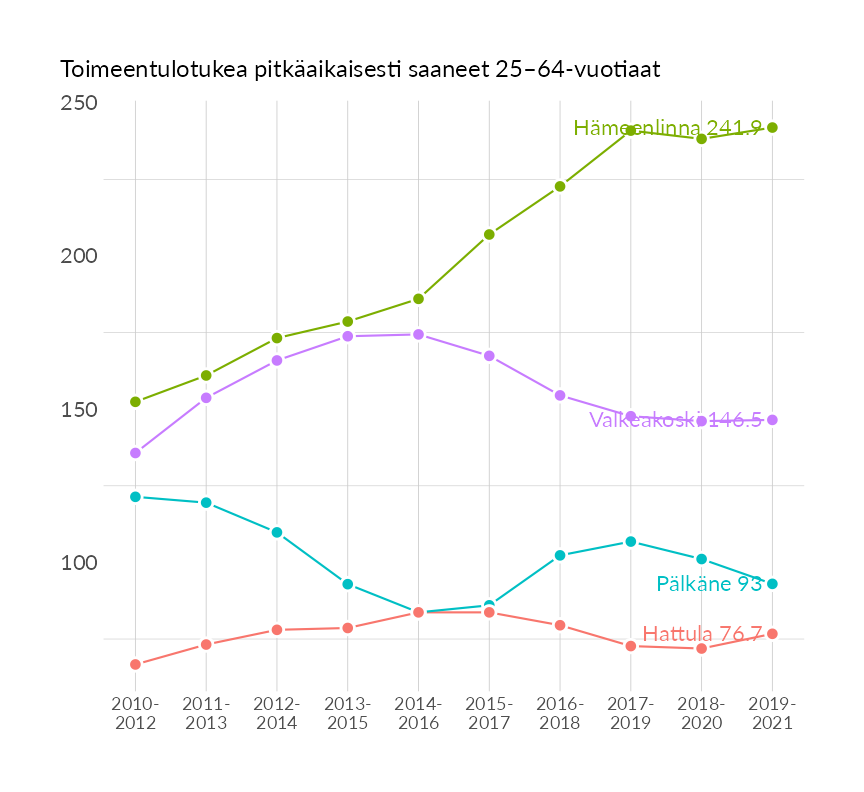 Toimeentulotukea pitkäaikaisesti saaneet 25–64-vuotiaat
250
Hämeenlinna 241.9
200
150
Valkeakoski 146.5
100
Pälkäne 93
Hattula 76.7
2010- 2011- 2012- 2013- 2014- 2015- 2016- 2017- 2018- 2019-
2012 2013 2014 2015 2016 2017 2018 2019 2020 2021